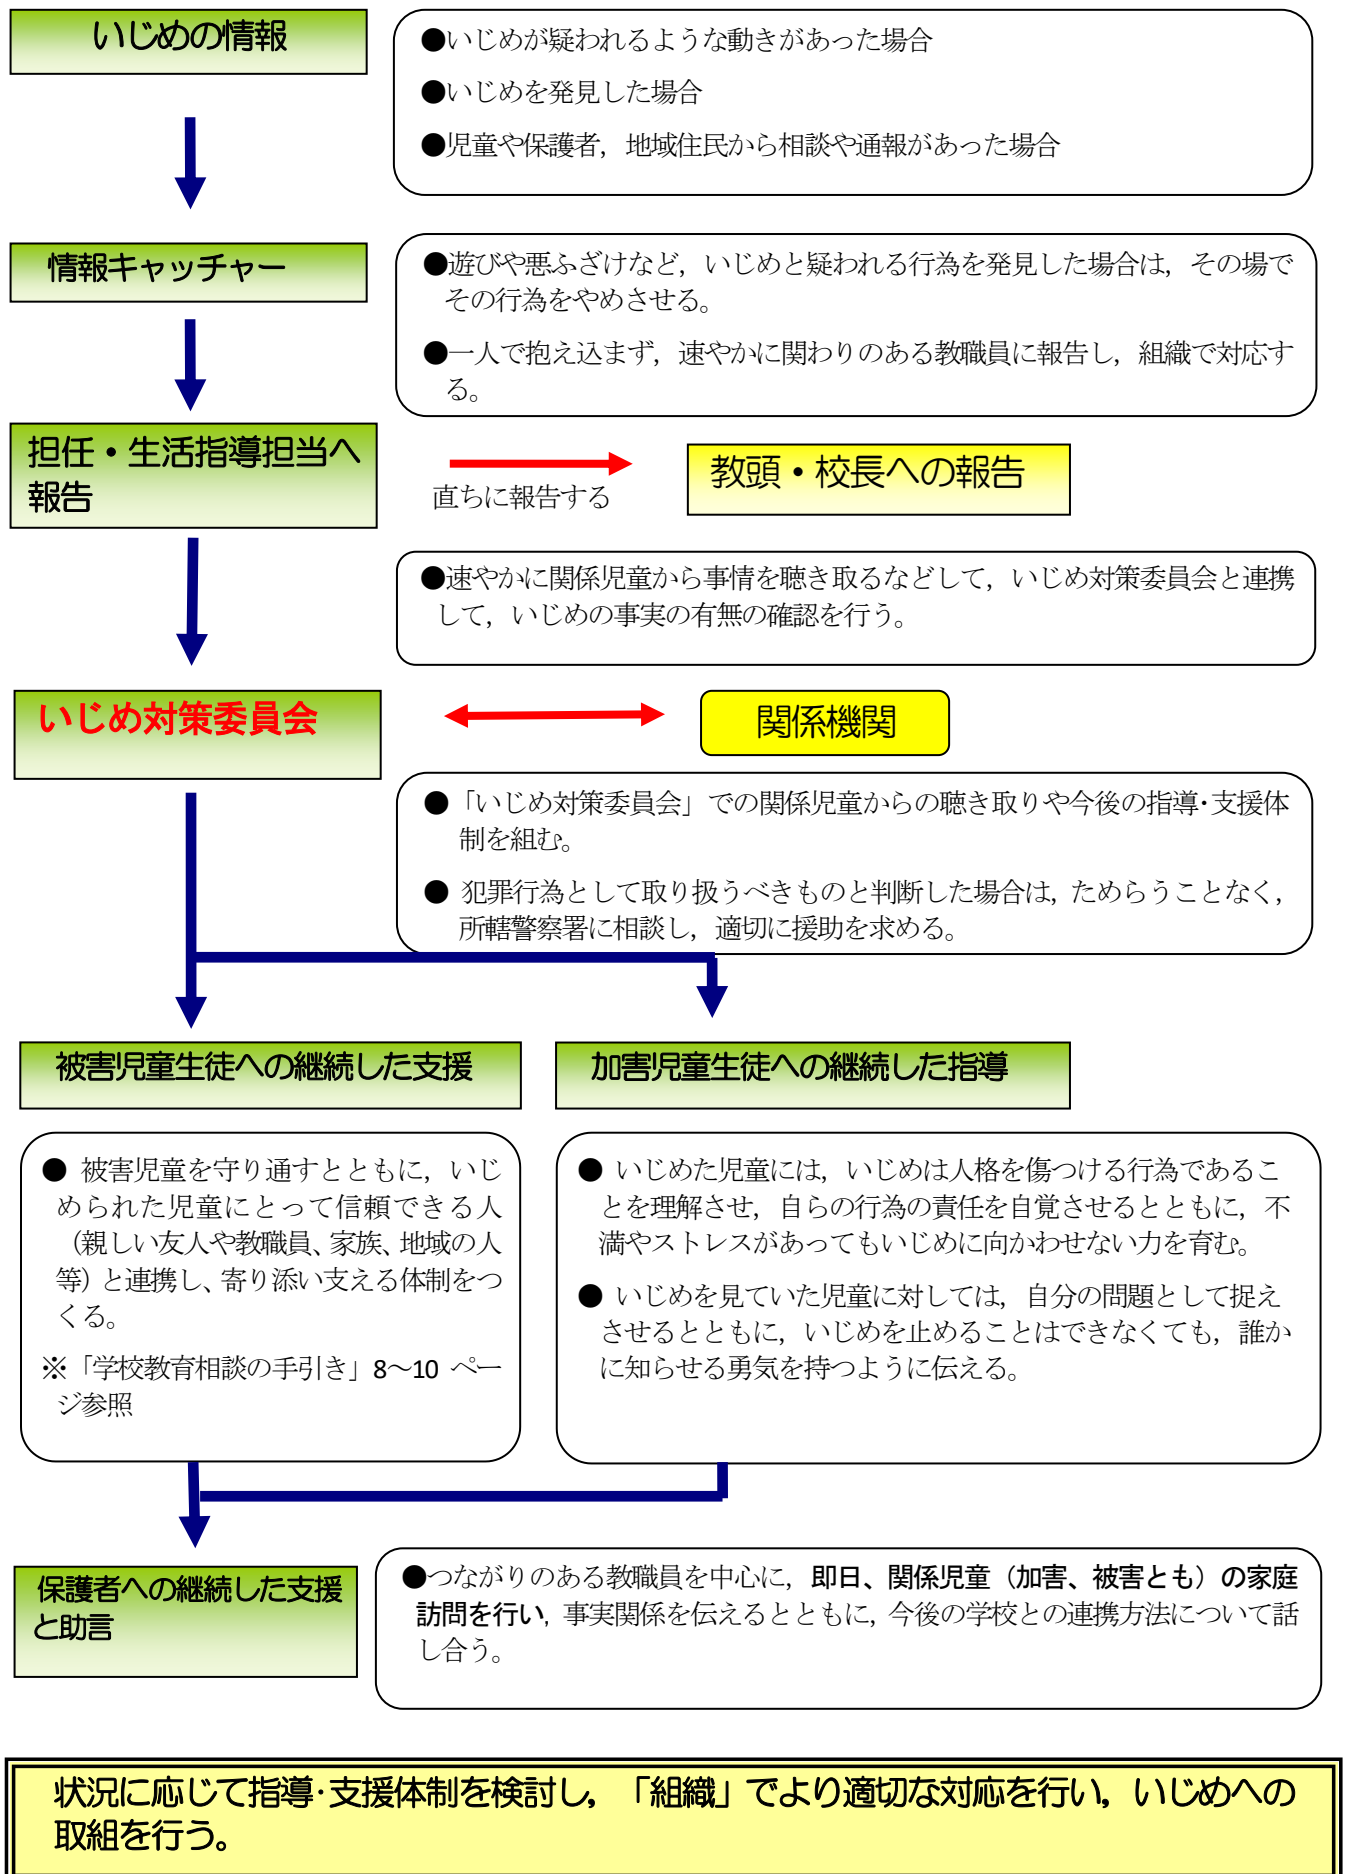 いじめの情報
●いじめが疑われるような動きがあった場合
●いじめを発見した場合
●児童や保護者，地域住民から相談や通報があった場合
情報キャッチャー
●遊びや悪ふざけなど，いじめと疑われる行為を発見した場合は，その場で
その行為をやめさせる。
●一人で抱え込まず，速やかに関わりのある教職員に報告し，組織で対応す
る。
担任・生活指導担当へ
報告
直ちに報告する
教頭・校長への報告
●速やかに関係児童から事情を聴き取るなどして，いじめ対策委員会と連携
して，いじめの事実の有無の確認を行う。
いじめ対策委員会
関係機関
●「いじめ対策委員会」での関係児童からの聴き取りや今後の指導・支援体
制を組む。
● 犯罪行為として取り扱うべきものと判断した場合は，ためらうことなく，
所轄警察署に相談し，適切に援助を求める。
被害児童生徒への継続した支援
● 被害児童を守り通すとともに，いじ
められた児童にとって信頼できる人
（親しい友人や教職員、家族、地域の人
等）と連携し、寄り添い支える体制をつ
くる。
※「学校教育相談の手引き」8～10 ペー
ジ参照
加害児童生徒への継続した指導
● いじめた児童には，いじめは人格を傷つける行為であるこ
とを理解させ，自らの行為の責任を自覚させるとともに，不
満やストレスがあってもいじめに向かわせない力を育む。
● いじめを見ていた児童に対しては，自分の問題として捉え
させるとともに，いじめを止めることはできなくても，誰か
に知らせる勇気を持つように伝える。
保護者への継続した支援
と助言
●つながりのある教職員を中心に，即日、関係児童（加害、被害とも）の家庭
訪問を行い，事実関係を伝えるとともに，今後の学校との連携方法について話
し合う。
状況に応じて指導・支援体制を検討し，「組織」でより適切な対応を行い，いじめへの
取組を行う。